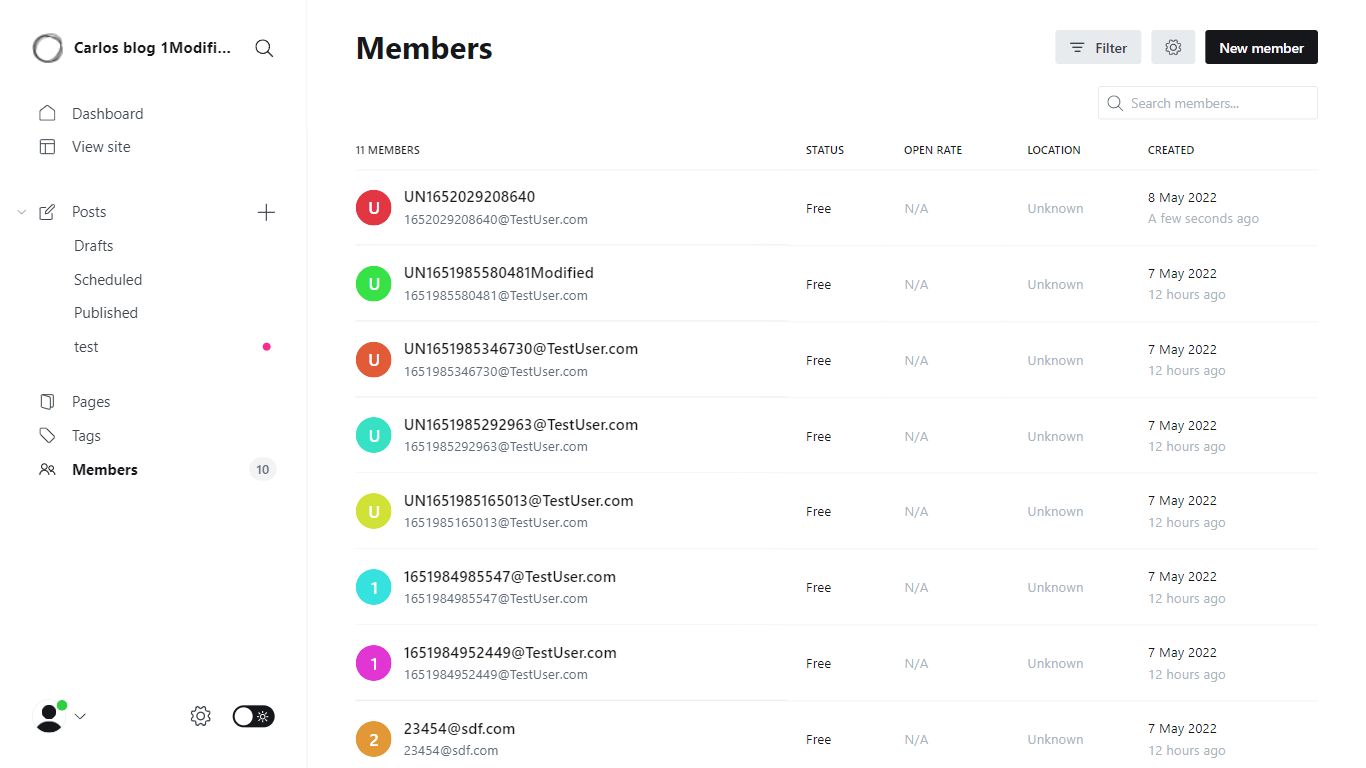 Carlos blog 1Modifi...
Dashboard
View site
Posts
Drafts
Scheduled
Published
test
Pages
Tags
Members
10
Members
Filter
New member
Search members...
11 MEMBERS STATUS OPEN RATE LOCATION CREATED
U UN1652029208640 Free N/A Unknown 8 May 2022
1652029208640@TestUser.com A few seconds ago
U UN1651985580481Modified Free N/A Unknown 7 May 2022
1651985580481@TestUser.com 12 hours ago
U UN1651985346730@TestUser.com Free N/A Unknown 7 May 2022
1651985346730@TestUser.com 12 hours ago
U UN1651985292963@TestUser.com Free N/A Unknown 7 May 2022
1651985292963@TestUser.com 12 hours ago
U UN1651985165013@TestUser.com Free N/A Unknown 7 May 2022
1651985165013@TestUser.com 12 hours ago
1 1651984985547@TestUser.com Free N/A Unknown 7 May 2022
1651984985547@TestUser.com 12 hours ago
1 1651984952449@TestUser.com Free N/A Unknown 7 May 2022
1651984952449@TestUser.com 12 hours ago
2 23454@sdf.com Free N/A Unknown 7 May 2022
23454@sdf.com 12 hours ago